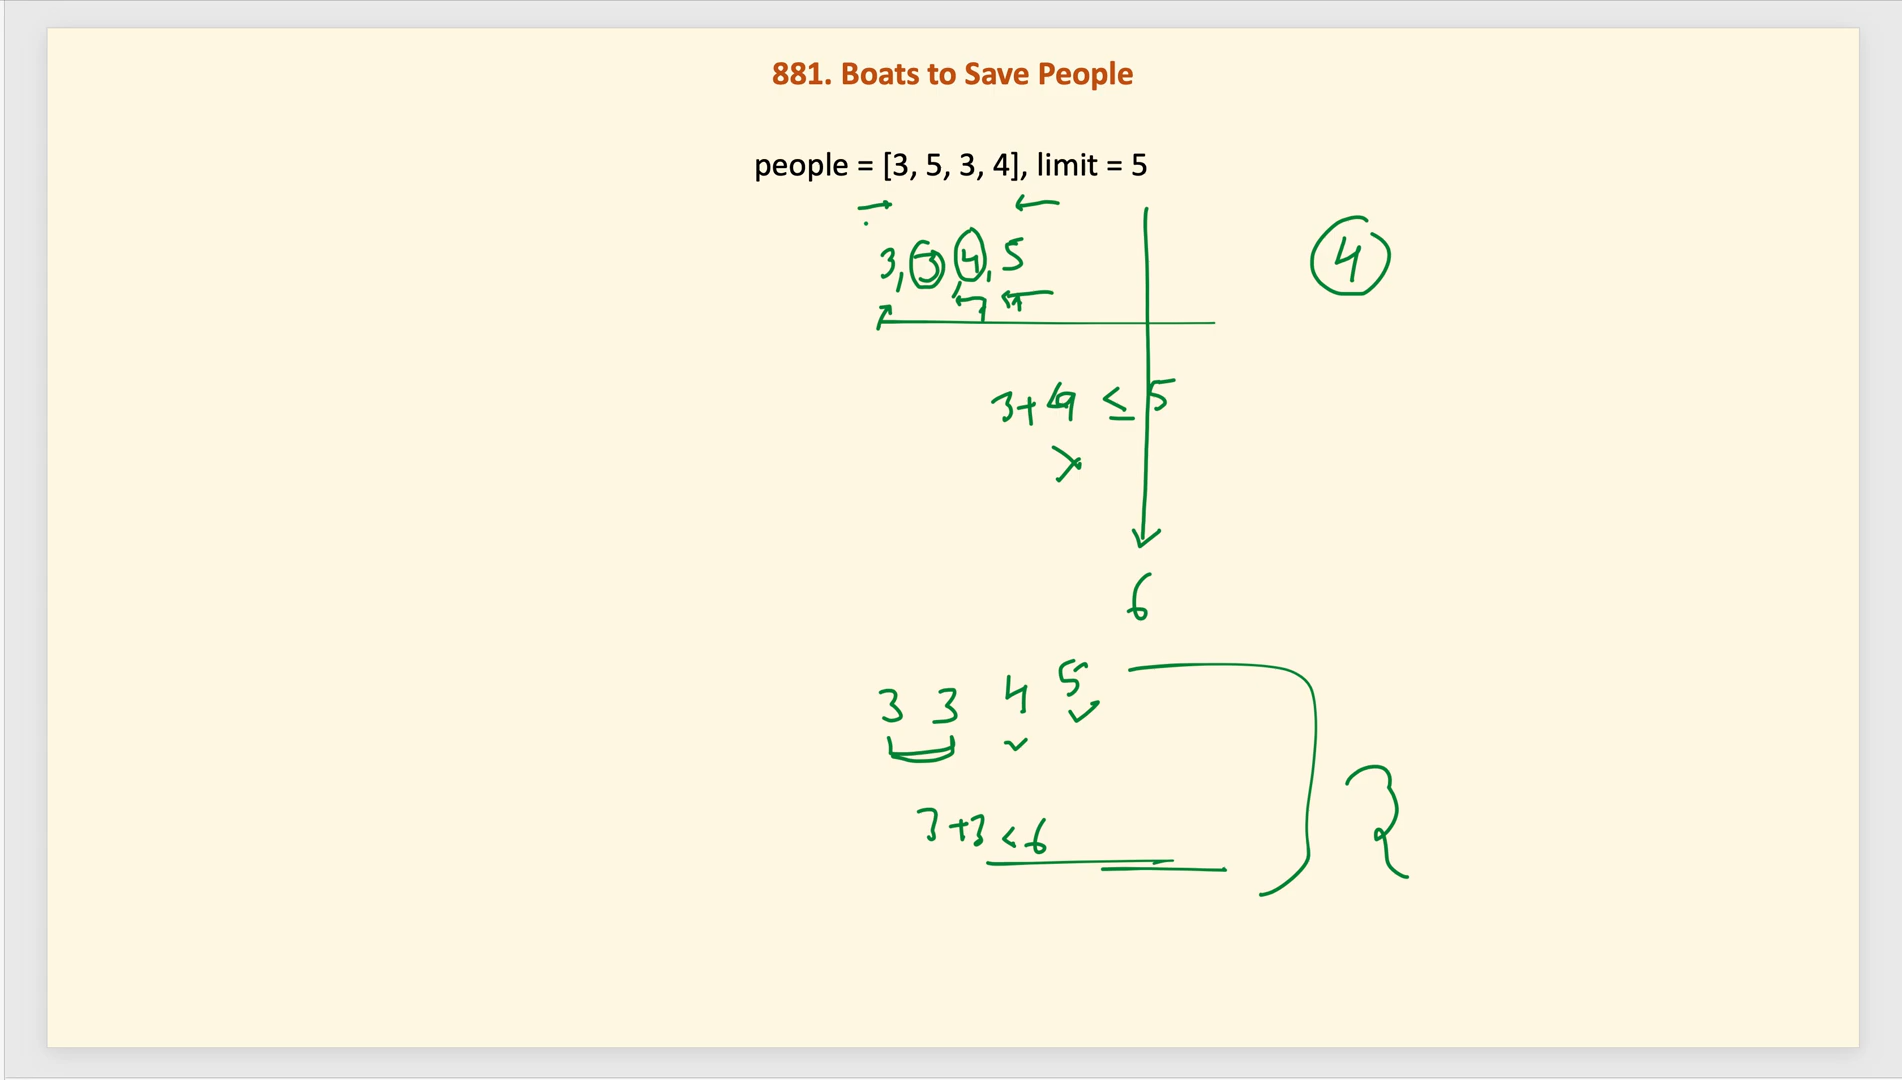 881. Boats to Save People
people = [3, 5, 3, 4], limit = 5
3, 3 4, 5
4
3+4 ≤ 5
6
3 3 4 5
3+3 < 6